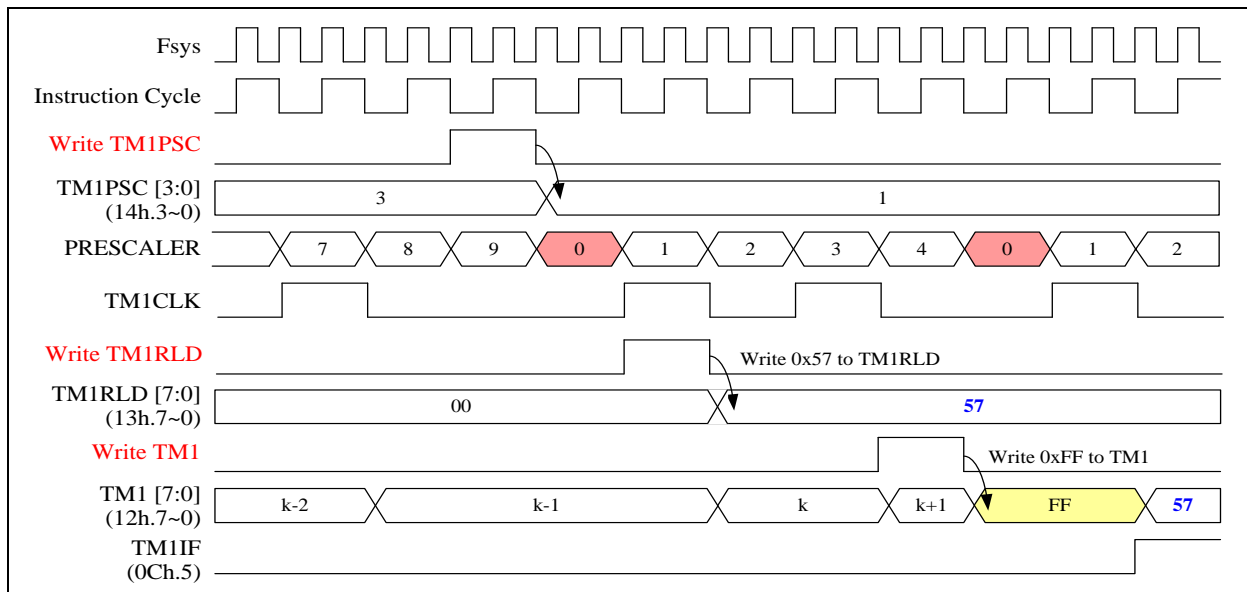 Fsys
Instruction Cycle
Write TM1PSC
TM1PSC [3:0]
(14h.3~0)
3
1
PRESCALER
7 8 9 0 1 2 3 4 0 1 2
TM1CLK
Write TM1RLD
Write 0x57 to TM1RLD
TM1RLD [7:0]
(13h.7~0)
00
57
Write TM1
Write 0xFF to TM1
TM1 [7:0]
(12h.7~0)
k-2 k-1 k k+1 FF 57
TM1IF
(0Ch.5)